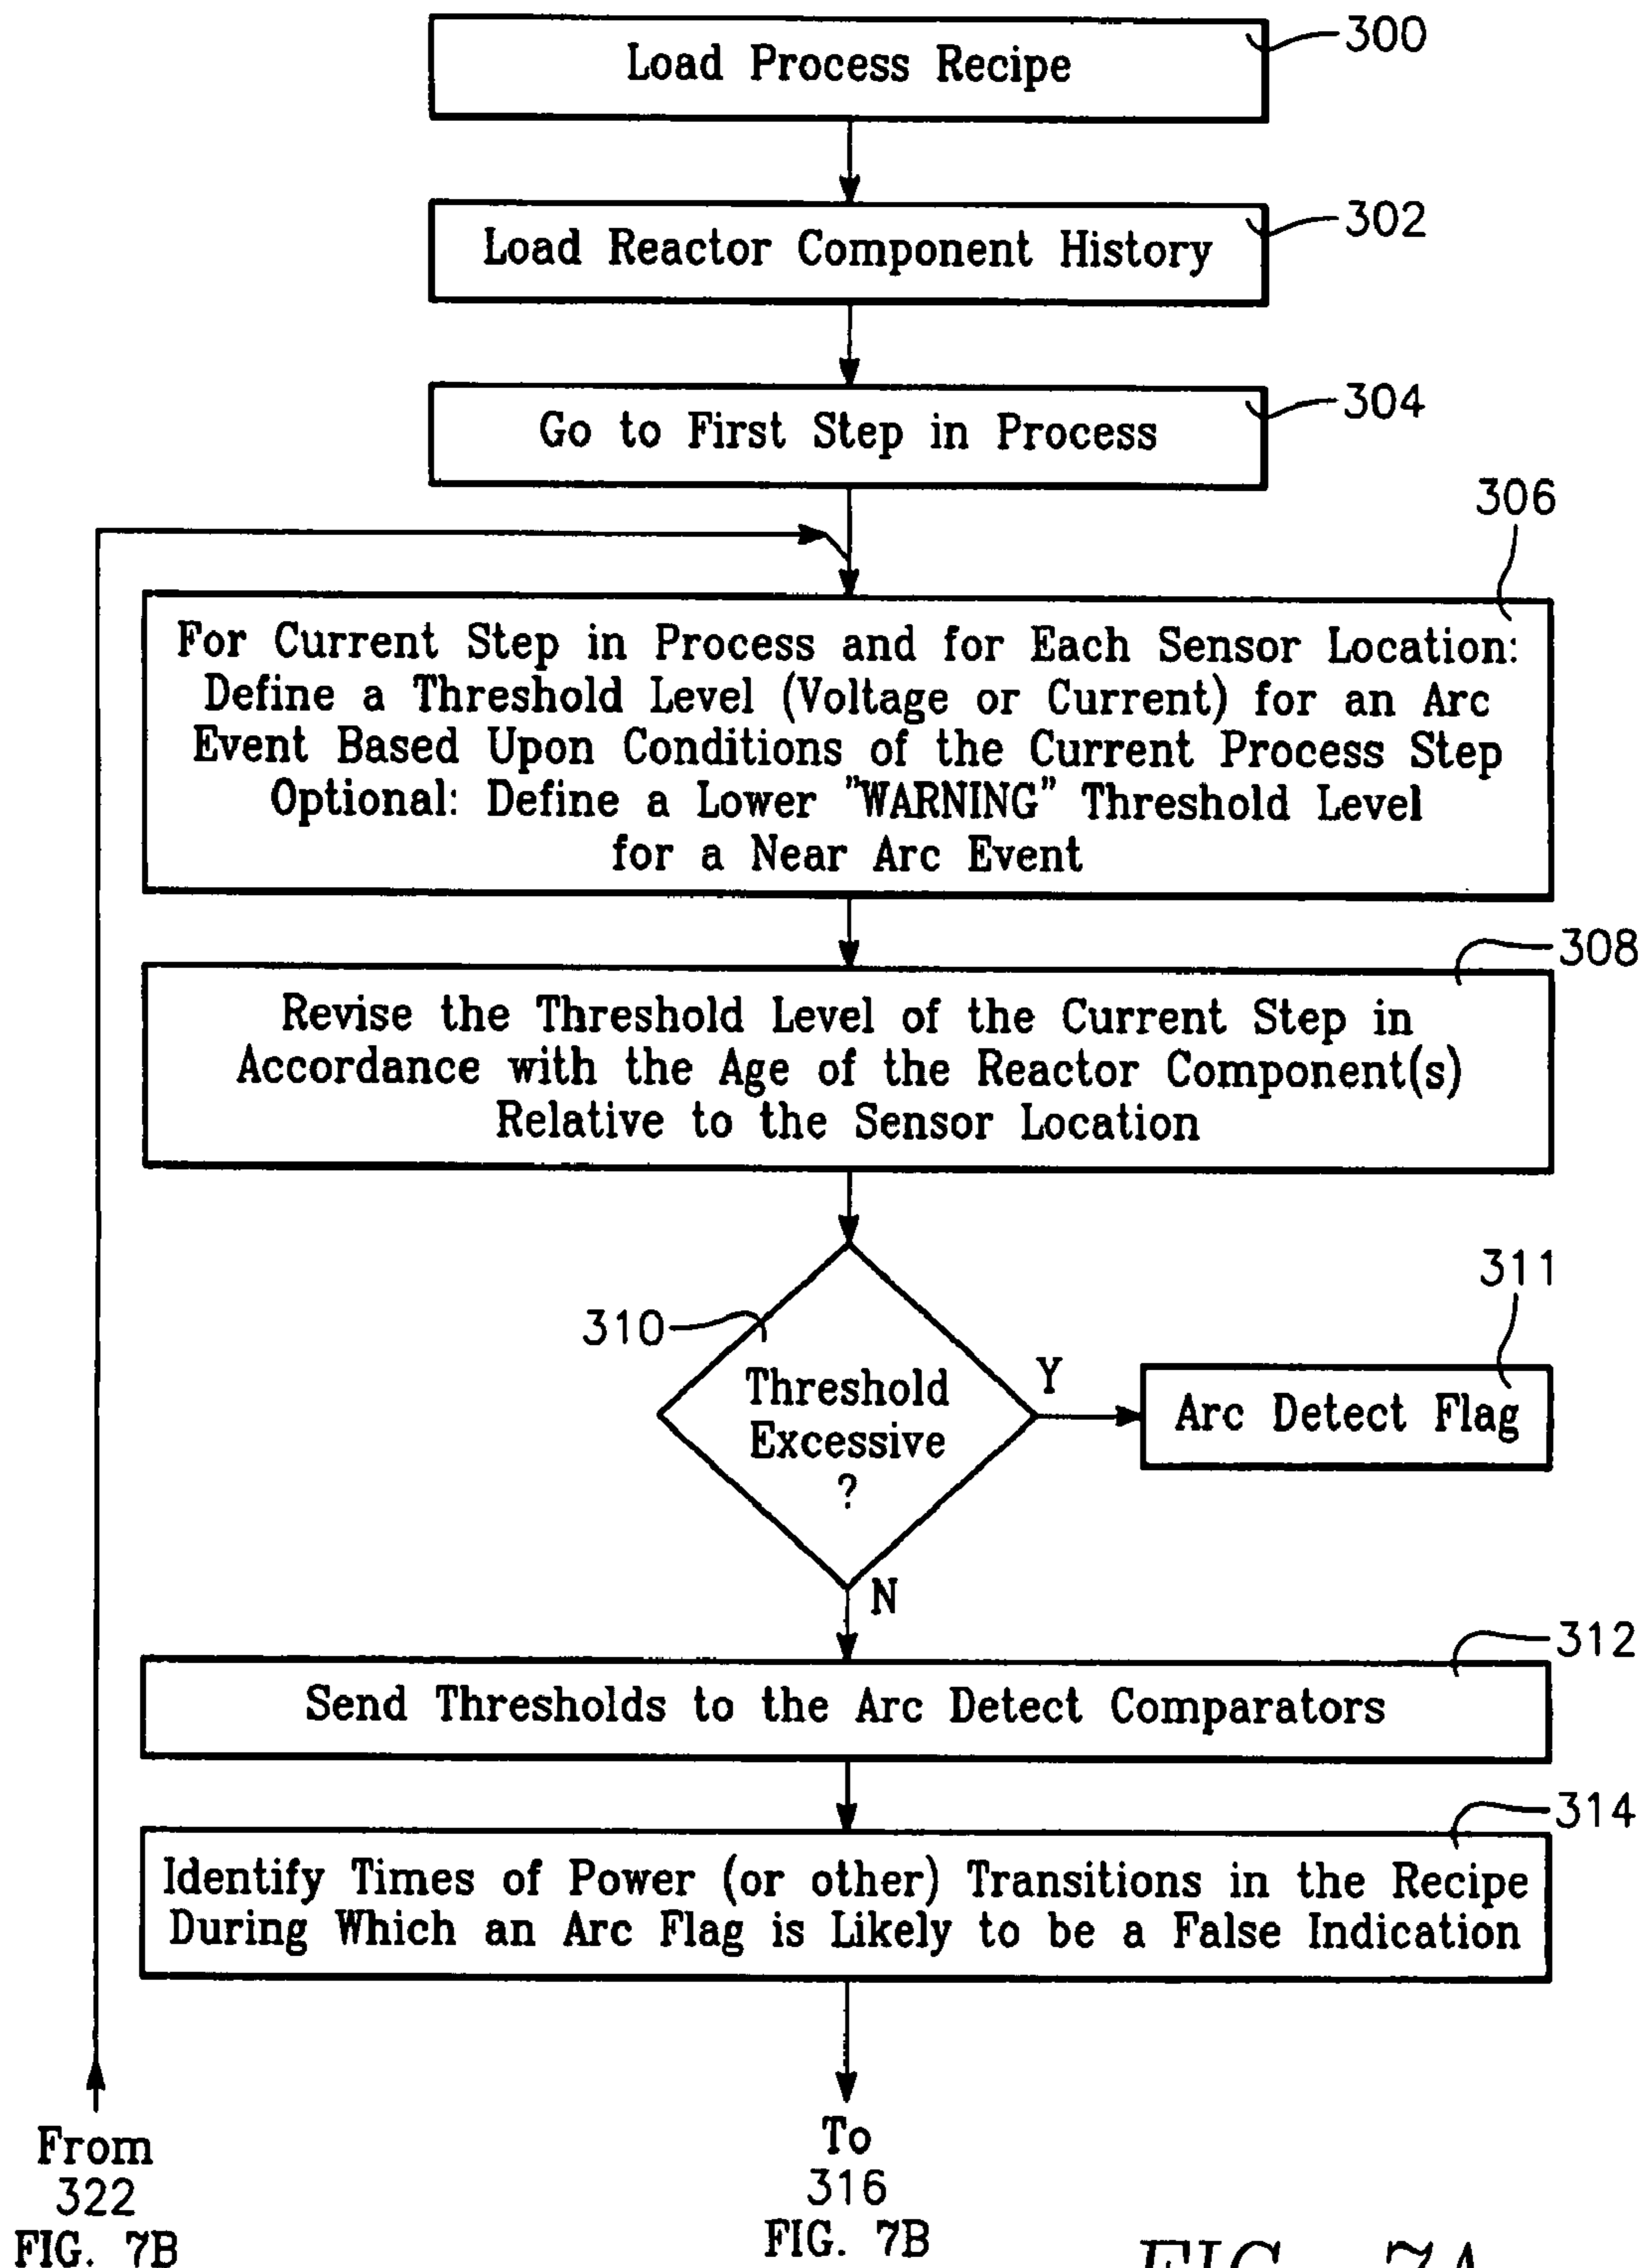 300
Load Process Recipe
302
Load Reactor Component History
304
Go to First Step in Process
306
For Current Step in Process and for Each Sensor Location:
Define a Threshold Level (Voltage or Current) for an Arc
Event Based Upon Conditions of the Current Process Step
Optional: Define a Lower "WARNING" Threshold Level
for a Near Arc Event
308
Revise the Threshold Level of the Current Step in
Accordance with the Age of the Reactor Component(s)
Relative to the Sensor Location
310
Threshold
Excessive
?
Y
311
Arc Detect Flag
N
312
Send Thresholds to the Arc Detect Comparators
314
Identify Times of Power (or other) Transitions in the Recipe
During Which an Arc Flag is Likely to be a False Indication
From
322
FIG. 7B
To
316
FIG. 7B
FIG. 7A